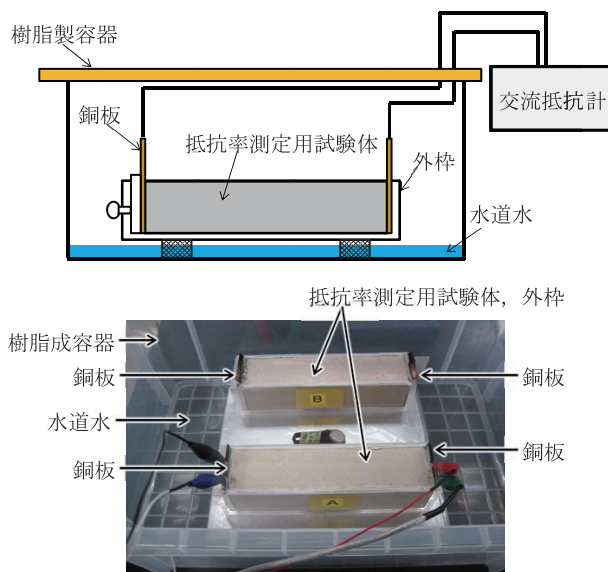 樹脂製容器
銅板
抵抗率測定用試験体
外枠
交流抵抗計
水道水
抵抗率測定用試験体，外枠
樹脂成容器
銅板
銅板
水道水
銅板
銅板
B
A